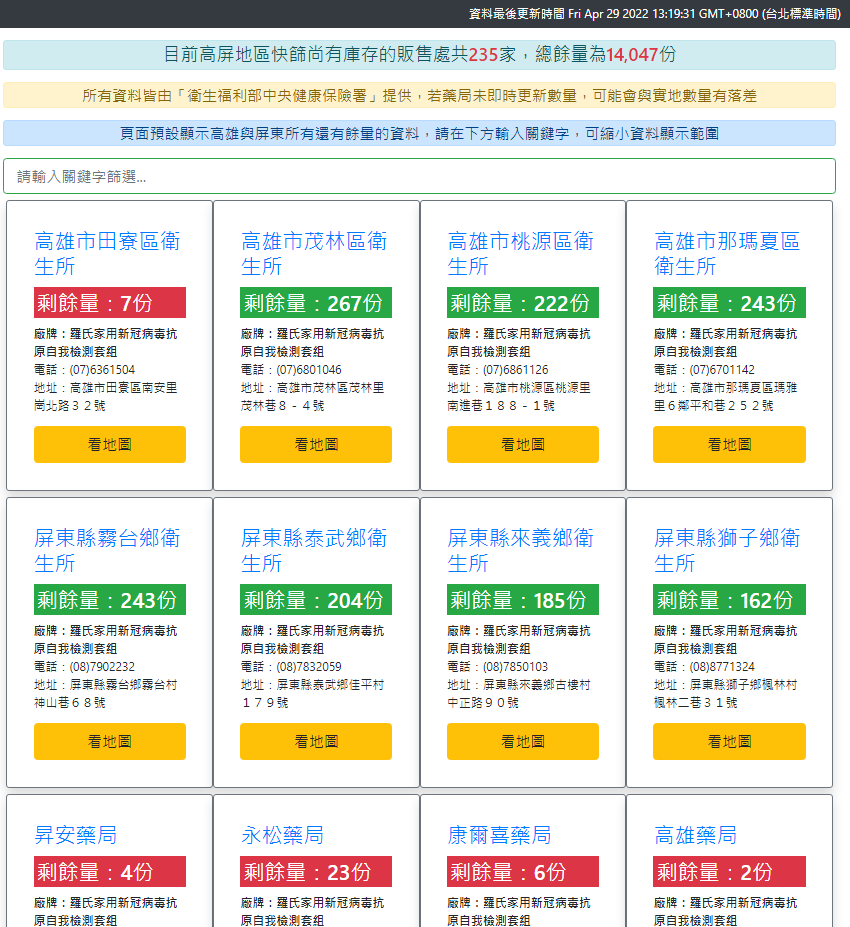 資料最後更新時間 Fri Apr 29 2022 13:19:31 GMT+0800 (台北標準時間)
目前高屏地區快篩尚有庫存的販售處共235家，總餘量為14,047份
所有資料皆由「衛生福利部中央健康保險署」提供，若藥局未即時更新數量，可能會與實地數量有落差
頁面預設顯示高雄與屏東所有還有餘量的資料，請在下方輸入關鍵字，可縮小資料顯示範圍
請輸入關鍵字篩選...
高雄市田寮區衛
生所
剩餘量：7份
廠牌：羅氏家用新冠病毒抗
原自我檢測套組
電話：(07)6361504
地址：高雄市田寮區南安里
崗北路３２號
看地圖
高雄市茂林區衛
生所
剩餘量：267份
廠牌：羅氏家用新冠病毒抗
原自我檢測套組
電話：(07)6801046
地址：高雄市茂林區茂林里
茂林巷８－４號
看地圖
高雄市桃源區衛
生所
剩餘量：222份
廠牌：羅氏家用新冠病毒抗
原自我檢測套組
電話：(07)6861126
地址：高雄市桃源區桃源里
南進巷１８８－１號
看地圖
高雄市那瑪夏區
衛生所
剩餘量：243份
廠牌：羅氏家用新冠病毒抗
原自我檢測套組
電話：(07)6701142
地址：高雄市那瑪夏區瑪雅
里６鄰平和巷２５２號
看地圖
屏東縣霧台鄉衛
生所
剩餘量：243份
廠牌：羅氏家用新冠病毒抗
原自我檢測套組
電話：(08)7902232
地址：屏東縣霧台鄉霧台村
神山巷６８號
看地圖
屏東縣泰武鄉衛
生所
剩餘量：204份
廠牌：羅氏家用新冠病毒抗
原自我檢測套組
電話：(08)7832059
地址：屏東縣泰武鄉佳平村
１７９號
看地圖
屏東縣來義鄉衛
生所
剩餘量：185份
廠牌：羅氏家用新冠病毒抗
原自我檢測套組
電話：(08)7850103
地址：屏東縣來義鄉古樓村
中正路９０號
看地圖
屏東縣獅子鄉衛
生所
剩餘量：162份
廠牌：羅氏家用新冠病毒抗
原自我檢測套組
電話：(08)8771324
地址：屏東縣獅子鄉楓林村
楓林二巷３１號
看地圖
昇安藥局
剩餘量：4份
廠牌：羅氏家用新冠病毒抗
原自我檢測套組
永松藥局
剩餘量：23份
廠牌：羅氏家用新冠病毒抗
原自我檢測套組
康爾喜藥局
剩餘量：6份
廠牌：羅氏家用新冠病毒抗
原自我檢測套組
高雄藥局
剩餘量：2份
廠牌：羅氏家用新冠病毒抗
原自我檢測套組